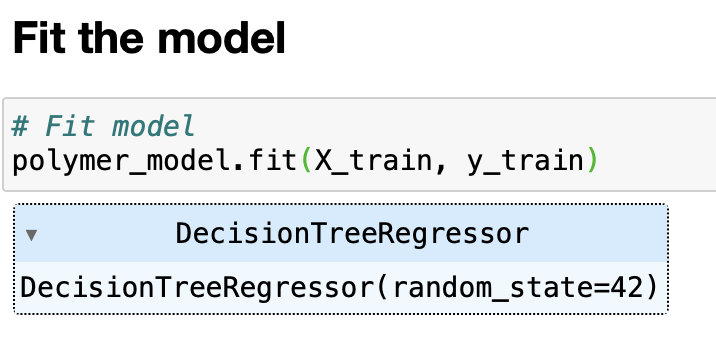 Fit the model
# Fit model
polymer_model.fit(X_train, y_train)
DecisionTreeRegressor
DecisionTreeRegressor(random_state=42)